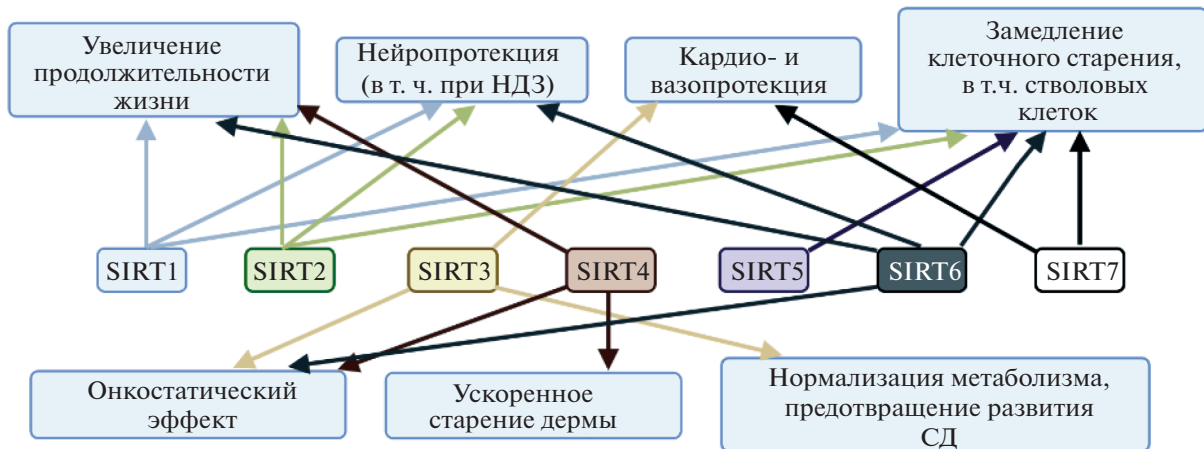 Увеличение
продолжительности
жизни
Нейропротекция
(в т. ч. при НДЗ)
Кардио- и
вазопротекция
Замедление
клеточного старения,
в т.ч. стволовых
клеток
SIRT1
SIRT2
SIRT3
SIRT4
SIRT5
SIRT6
SIRT7
Онкостатический
эффект
Ускоренное
старение дермы
Нормализация метаболизма,
предотвращение развития
СД